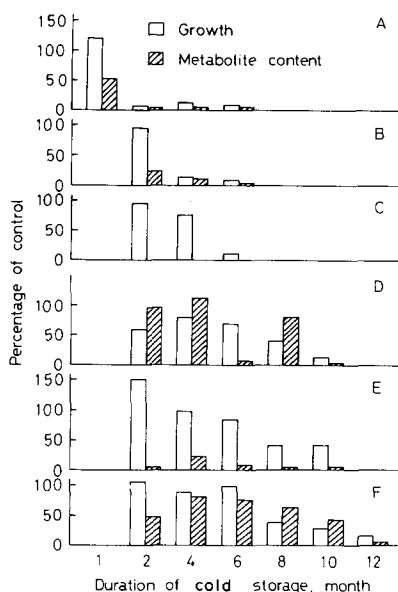 150
100
50
0
A
Growth
Metabolite content
100
50
0
B
100
50
0
C
100
50
0
D
150
100
50
0
E
100
50
0
F
Percentage of control
1 2 4 6 8 10 12
Duration of cold storage, month